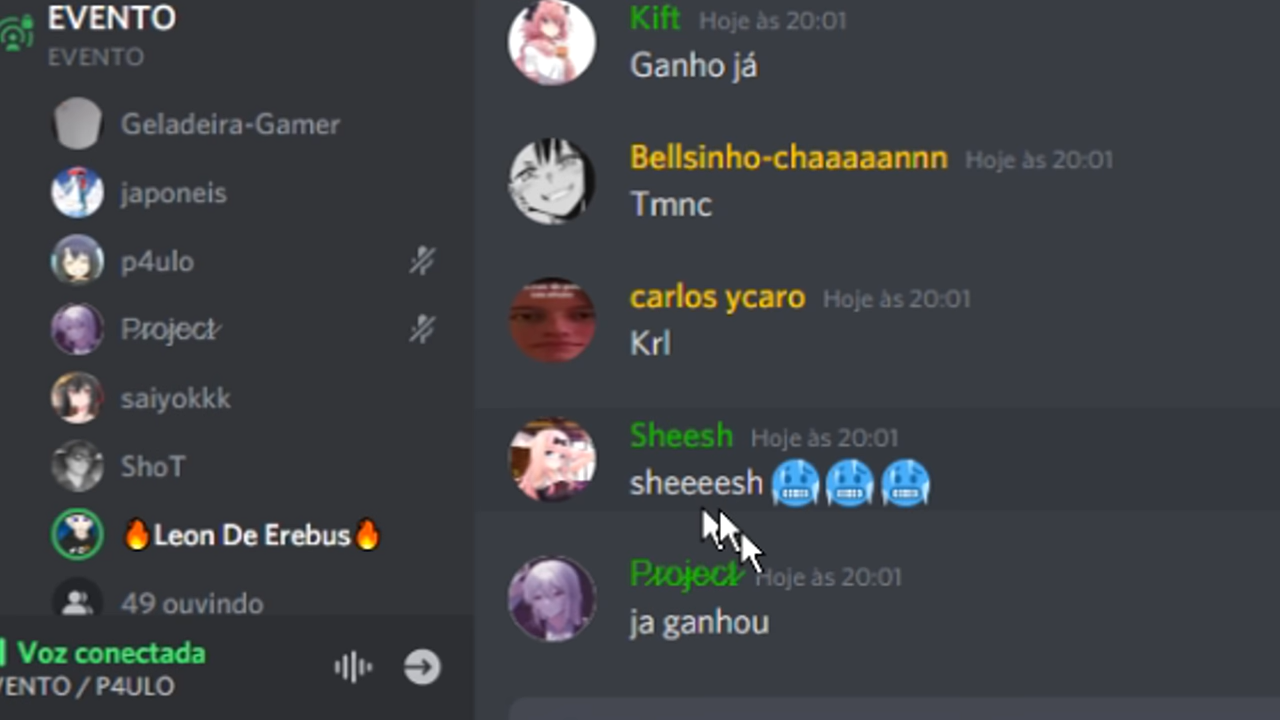 EVENTO
EVENTO
Geladeira-Gamer
japoneis
p4ulo
Project
saiyokkk
ShoT
🔥Leon De Erebus🔥
49 ouvindo
Voz conectada
VENTO / P4ULO
Kift Hoje às 20:01
Ganho já
Bellsinho-chaaaaannn Hoje às 20:01
Tmnc
carlos ycaro Hoje às 20:01
Krl
Sheesh Hoje às 20:01
sheeeesh 🥶🥶🥶
Project Hoje às 20:01
ja ganhou